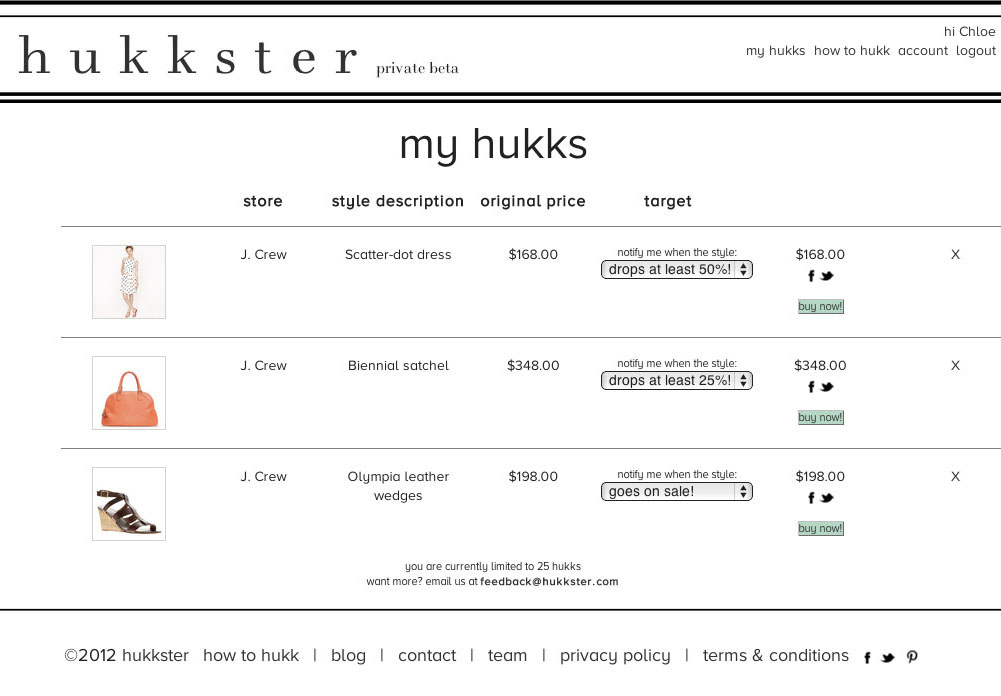 hi Chloe
hukkster private beta
my hukks how to hukk account logout
my hukks
store style description original price target
J. Crew Scatter-dot dress $168.00 notify me when the style: $168.00 X
drops at least 50%!
buy now!
J. Crew Biennial satchel $348.00 notify me when the style: $348.00 X
drops at least 25%!
buy now!
J. Crew Olympia leather $198.00 notify me when the style: $198.00 X
wedges goes on sale!
buy now!
you are currently limited to 25 hukks
want more? email us at feedback@hukkster.com
©2012 hukkster how to hukk | blog | contact | team | privacy policy | terms & conditions